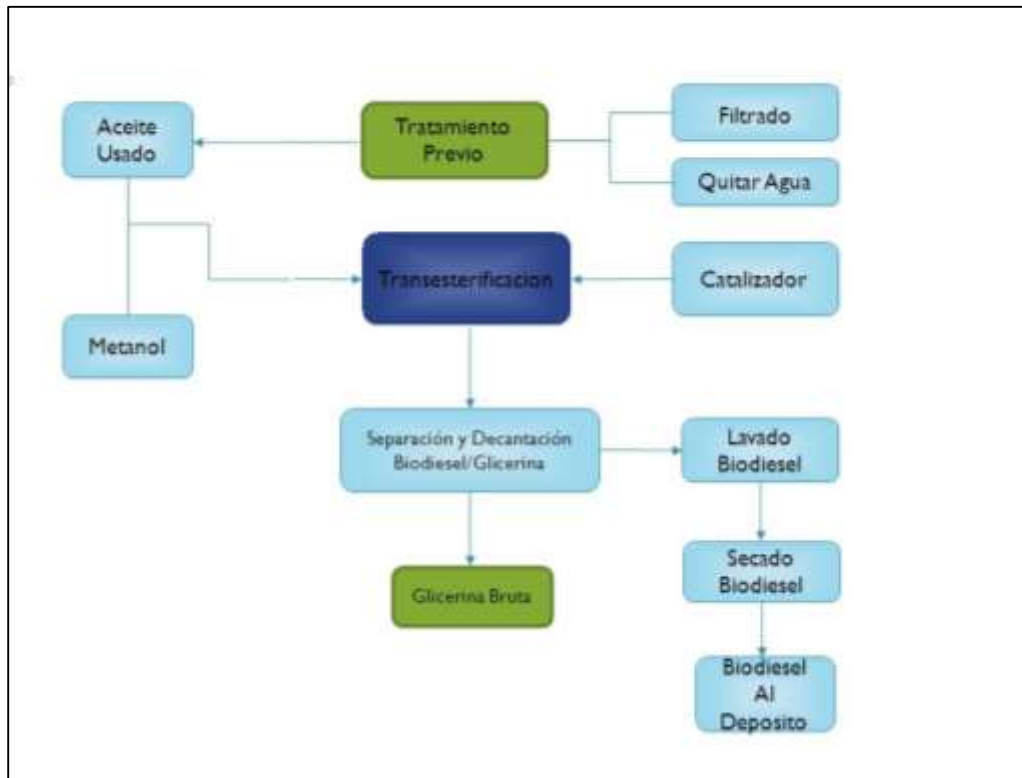 Aceite
Usado
Tratamiento
Previo
Filtrado
Quitar Agua
Transesterificacion
Catalizador
Metanol
Separación y Decantación
Biodiesel/Glicerina
Lavado
Biodiesel
Secado
Biodiesel
Glicerina Bruta
Biodiesel
Al
Deposito